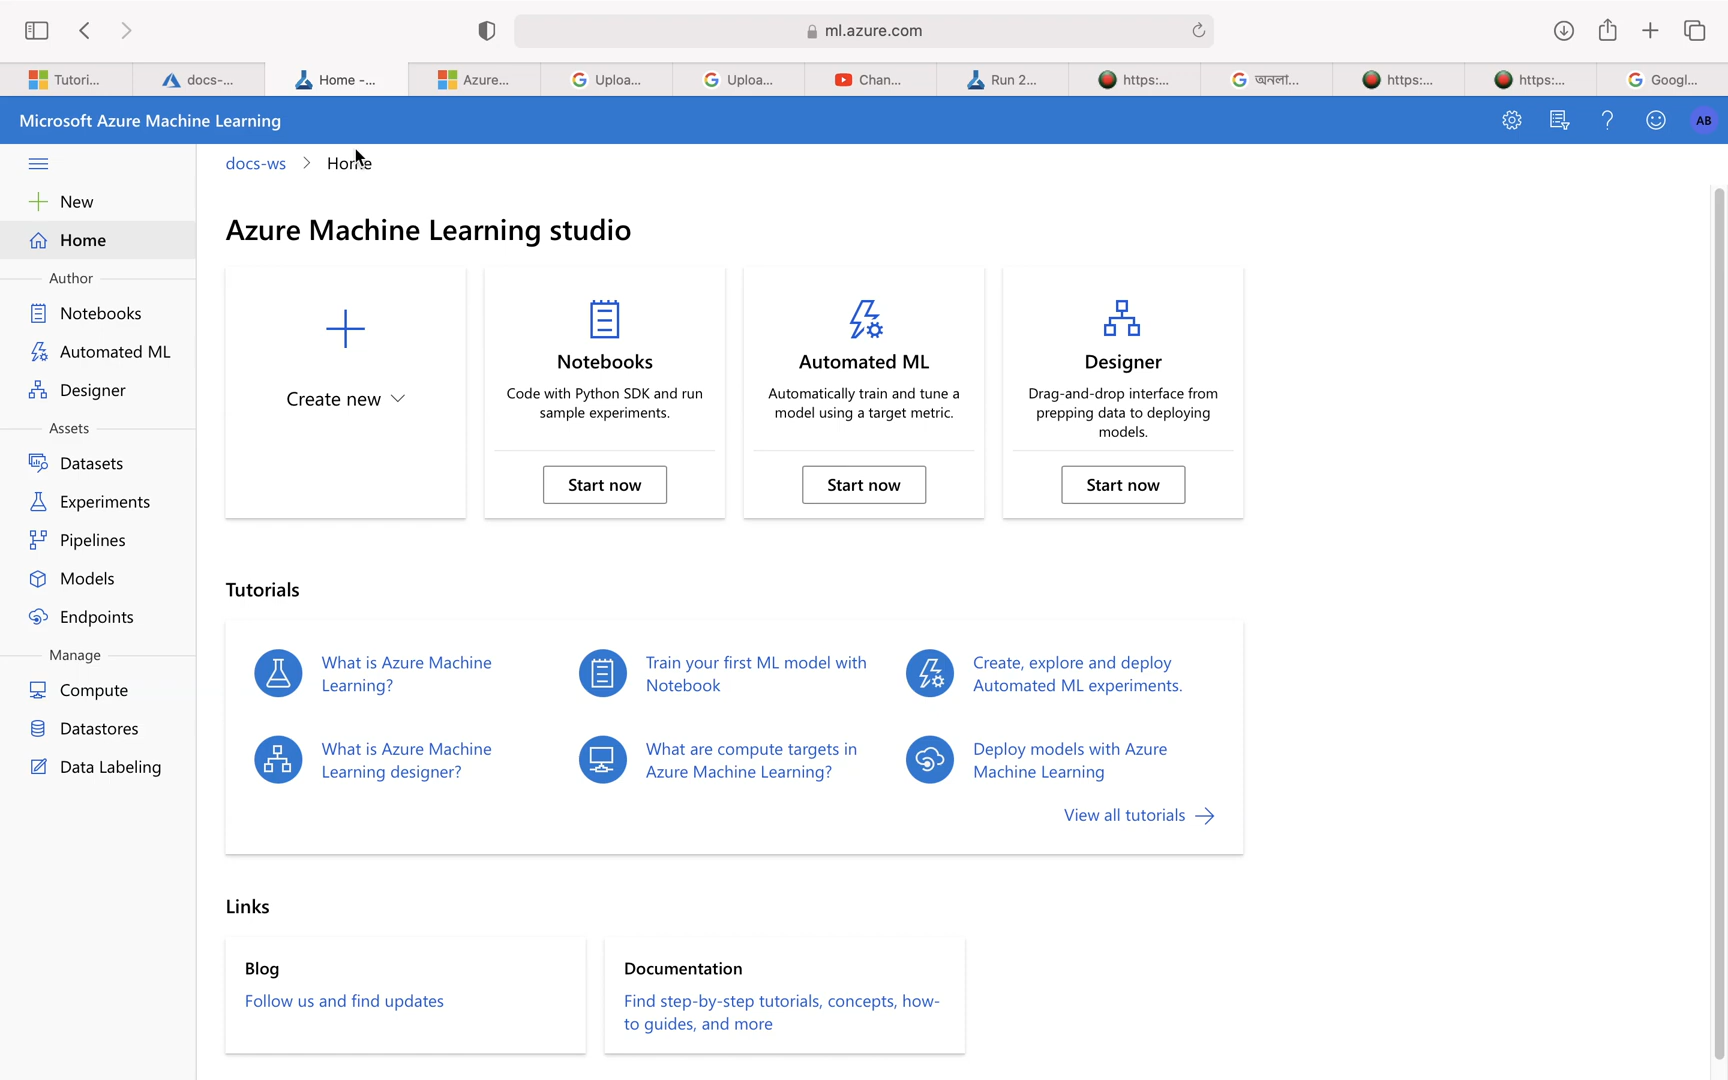 ml.azure.com
Tutori...
docs-...
Home -...
Azure...
Uploa...
Uploa...
Chan...
Run 2...
https:...
অনলা...
https:...
https:...
Googl...
Microsoft Azure Machine Learning
AB
docs-ws > Home
New
Home
Author
Notebooks
Automated ML
Designer
Assets
Datasets
Experiments
Pipelines
Models
Endpoints
Manage
Compute
Datastores
Data Labeling
Azure Machine Learning studio
Create new
Notebooks
Code with Python SDK and run
sample experiments.
Start now
Automated ML
Automatically train and tune a
model using a target metric.
Start now
Designer
Drag-and-drop interface from
prepping data to deploying
models.
Start now
Tutorials
What is Azure Machine
Learning?
Train your first ML model with
Notebook
Create, explore and deploy
Automated ML experiments.
What is Azure Machine
Learning designer?
What are compute targets in
Azure Machine Learning?
Deploy models with Azure
Machine Learning
View all tutorials
Links
Blog
Follow us and find updates
Documentation
Find step-by-step tutorials, concepts, how-
to guides, and more